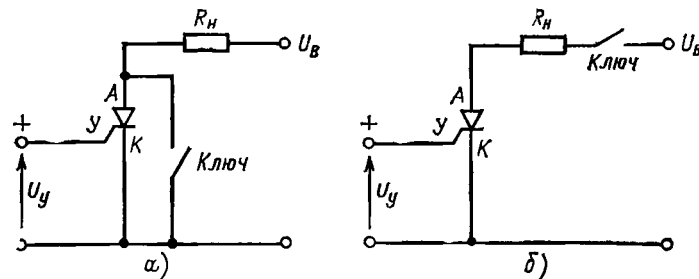 Rн
Uв
А
У
К
+
Uу
Ключ
а)
Rн
Uв
Ключ
А
У
К
+
Uу
б)